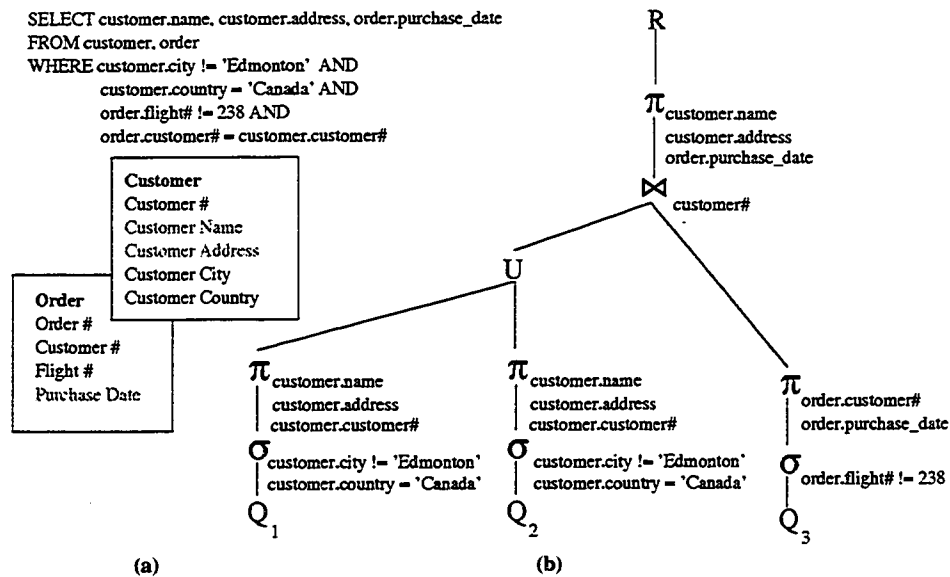 SELECT customer.name, customer.address, order.purchase_date
FROM customer, order
WHERE customer.city != 'Edmonton' AND
customer.country = 'Canada' AND
order.flight# != 238 AND
order.customer# = customer.customer#
Customer
Customer #
Customer Name
Customer Address
Customer City
Customer Country
Order
Order #
Customer #
Flight #
Purchase Date
(a)
R
π customer.name
customer.address
order.purchase_date
⋈ customer#
U
π customer.name
customer.address
customer.customer#
σ customer.city != 'Edmonton'
customer.country = 'Canada'
Q1
π customer.name
customer.address
customer.customer#
σ customer.city != 'Edmonton'
customer.country = 'Canada'
Q2
π order.customer#
order.purchase_date
σ order.flight# != 238
Q3
(b)